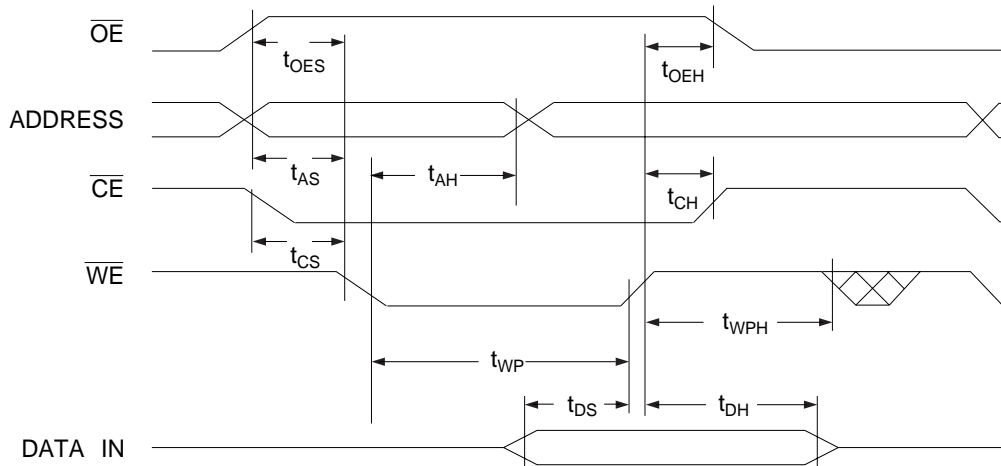 OE
tOES
tOEH
ADDRESS
tAS
tAH
CE
tCH
tCS
WE
tWPH
tWP
tDS
tDH
DATA IN